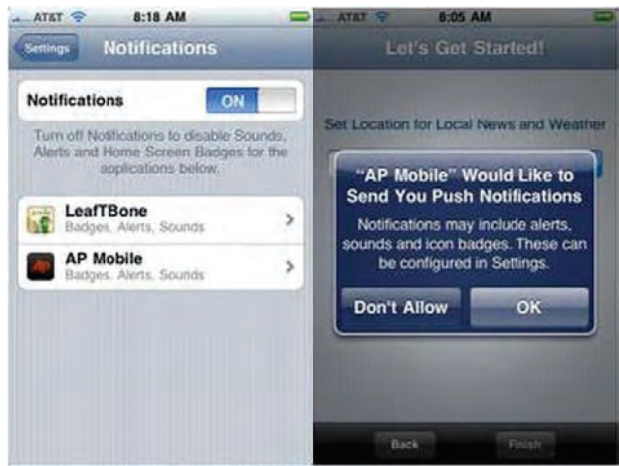 AT&T
8:18 AM
Settings
Notifications
Notifications
ON
Turn off Notifications to disable Sounds,
Alerts and Home Screen Badges for the
applications below.
LeafTBone
Badges, Alerts, Sounds
AP Mobile
Badges, Alerts, Sounds
AT&T
6:05 AM
Let's Get Started!
Set Location for Local News and Weather
"AP Mobile" Would Like to
Send You Push Notifications
Notifications may include alerts,
sounds and icon badges. These can
be configured in Settings.
Don't Allow
OK
Back
Finish